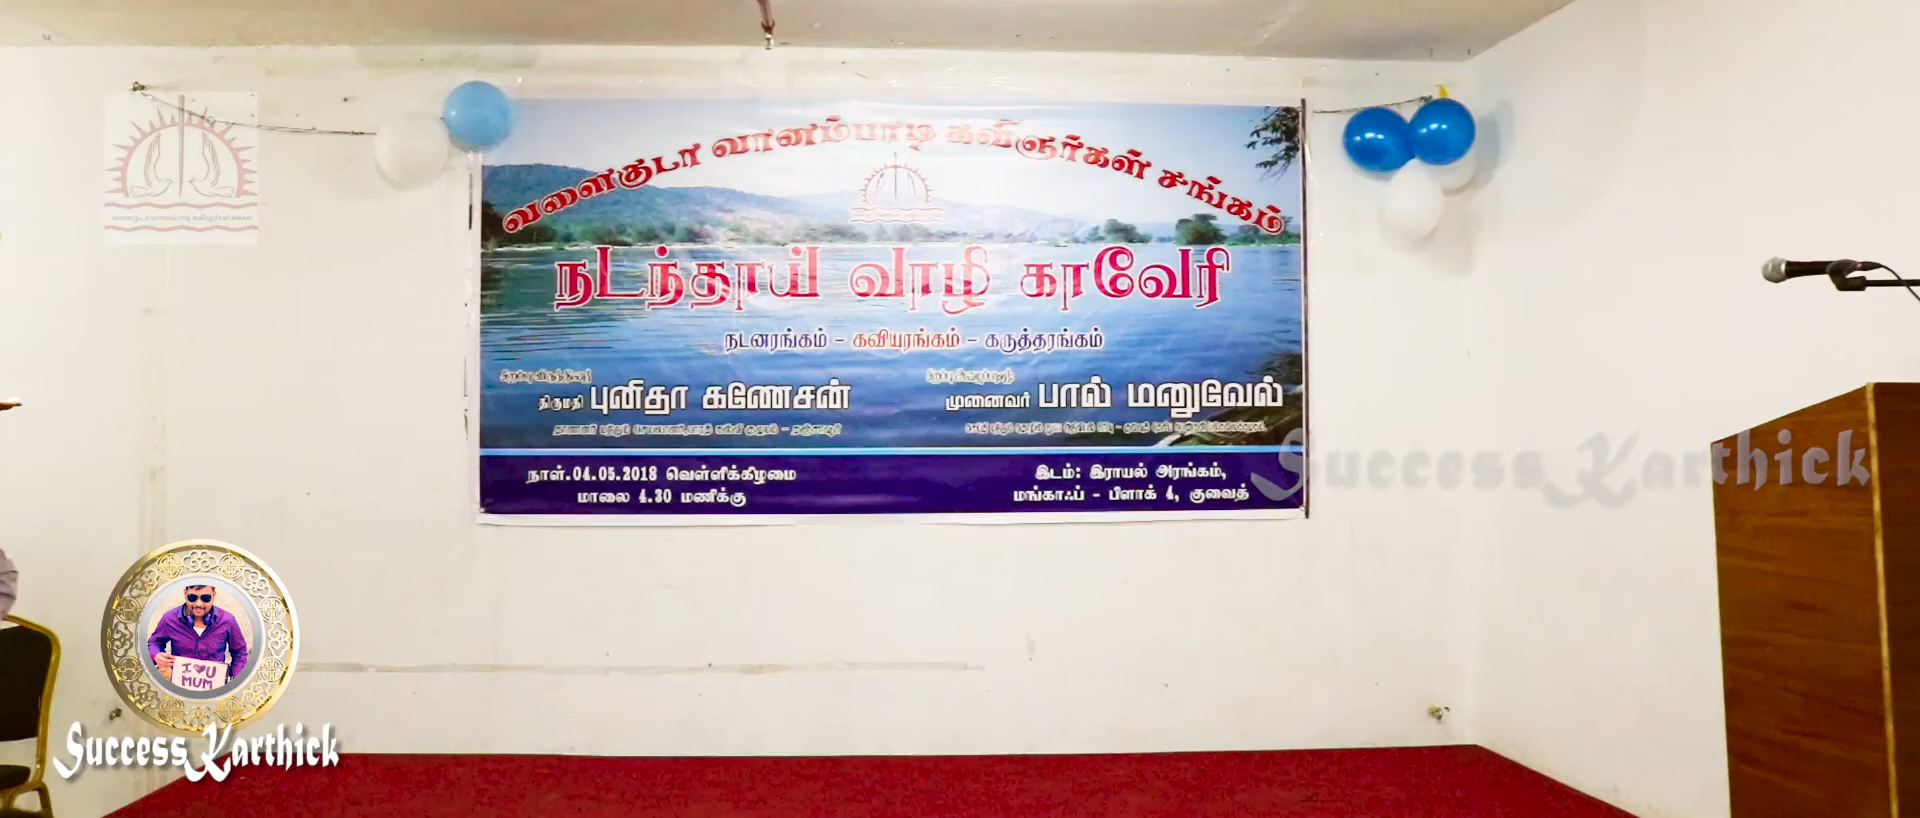 வளைகுடா வானம்பாடி கவிஞர்கள் சங்கம்
நடந்தாய் வாழி காவேரி
நடனரங்கம் - கவியரங்கம் - கருத்தரங்கம்
திருமதி புனிதா கணேசன்
முனைவர் பால் மனுவேல்
நாள்.04.05.2018 வெள்ளிக்கிழமை
மாலை 4.30 மணிக்கு
இடம்: இராயல் அரங்கம்,
மங்காஃப் - பிளாக் 4, குவைத்
Success Karthick
I ♥ U
MUM
Success Karthick